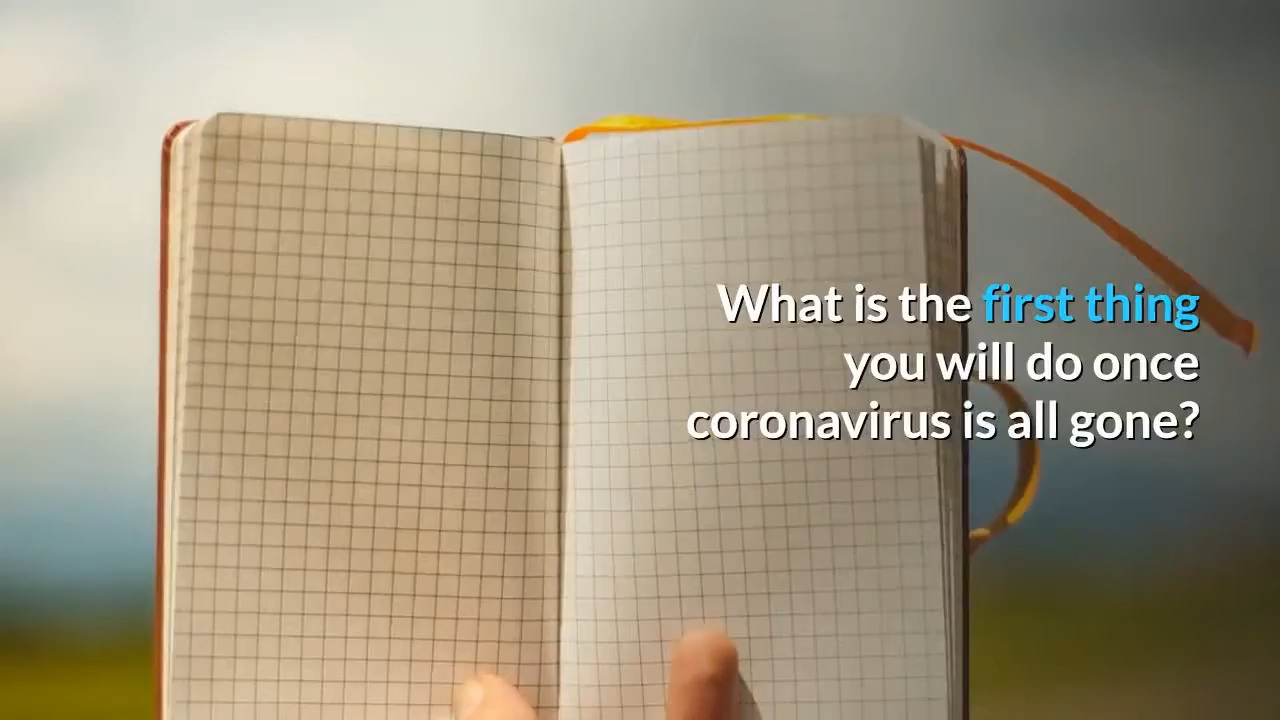 What is the first thing
you will do once
coronavirus is all gone?